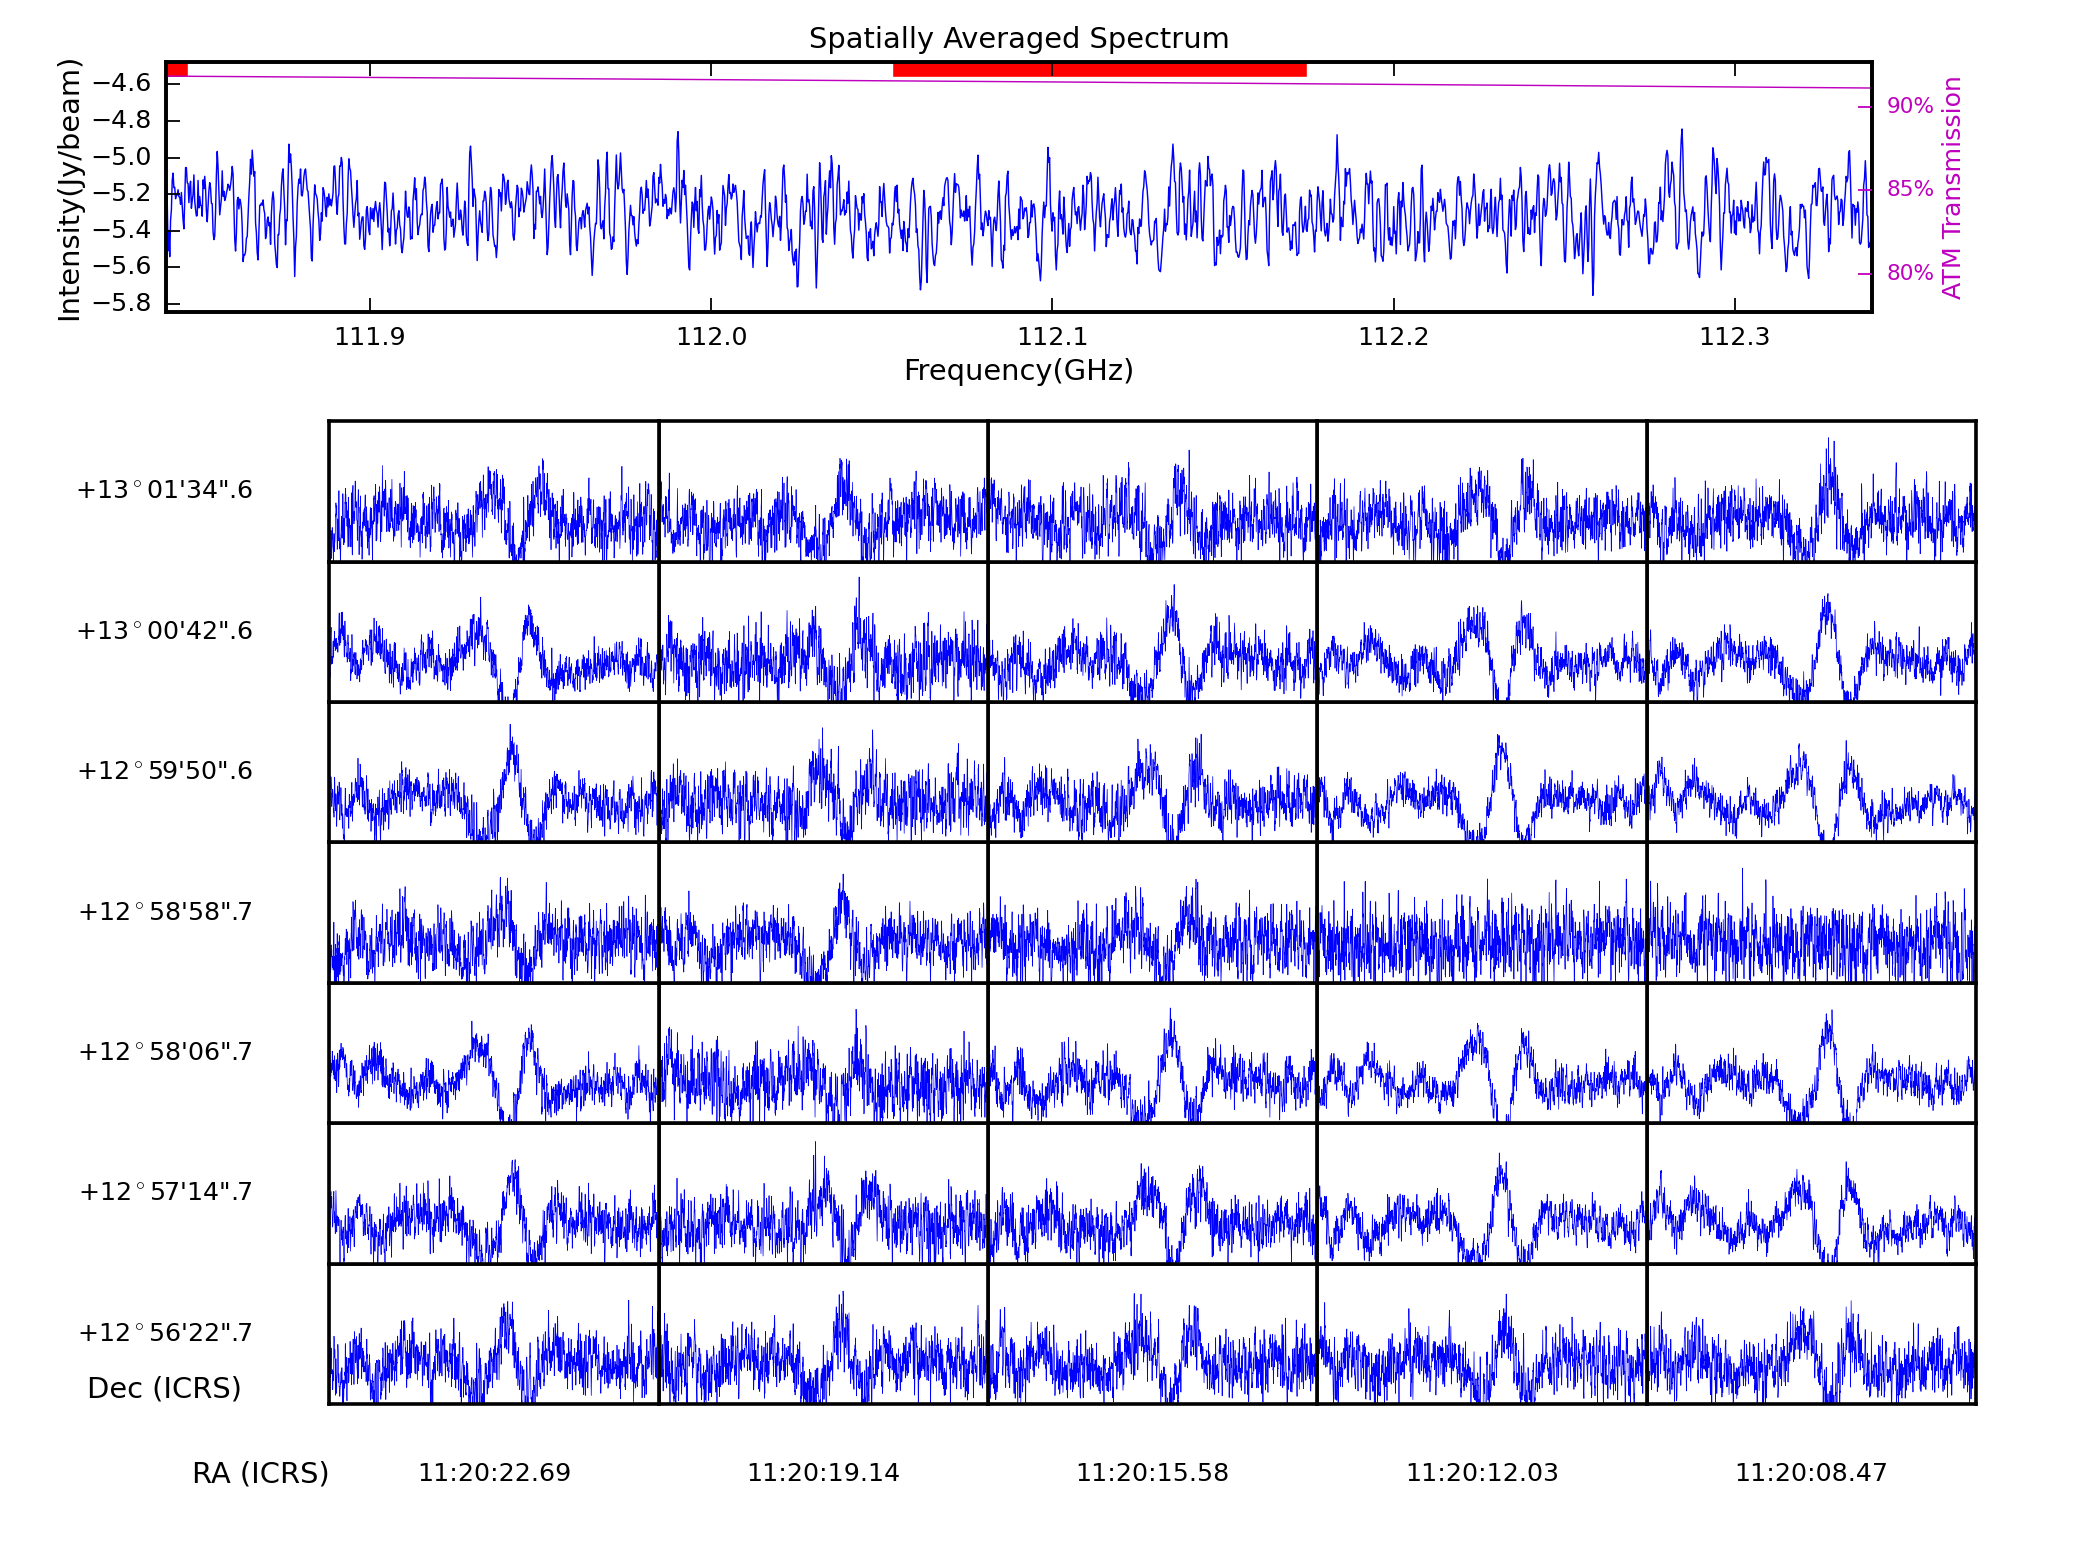 Spatially Averaged Spectrum
Intensity(Jy/beam)
−4.6
−4.8
−5.0
−5.2
−5.4
−5.6
−5.8
90%
85%
80%
ATM Transmission
111.9 112.0 112.1 112.2 112.3
Frequency(GHz)
+13°01'34".6
+13°00'42".6
+12°59'50".6
+12°58'58".7
+12°58'06".7
+12°57'14".7
+12°56'22".7
Dec (ICRS)
RA (ICRS) 11:20:22.69 11:20:19.14 11:20:15.58 11:20:12.03 11:20:08.47